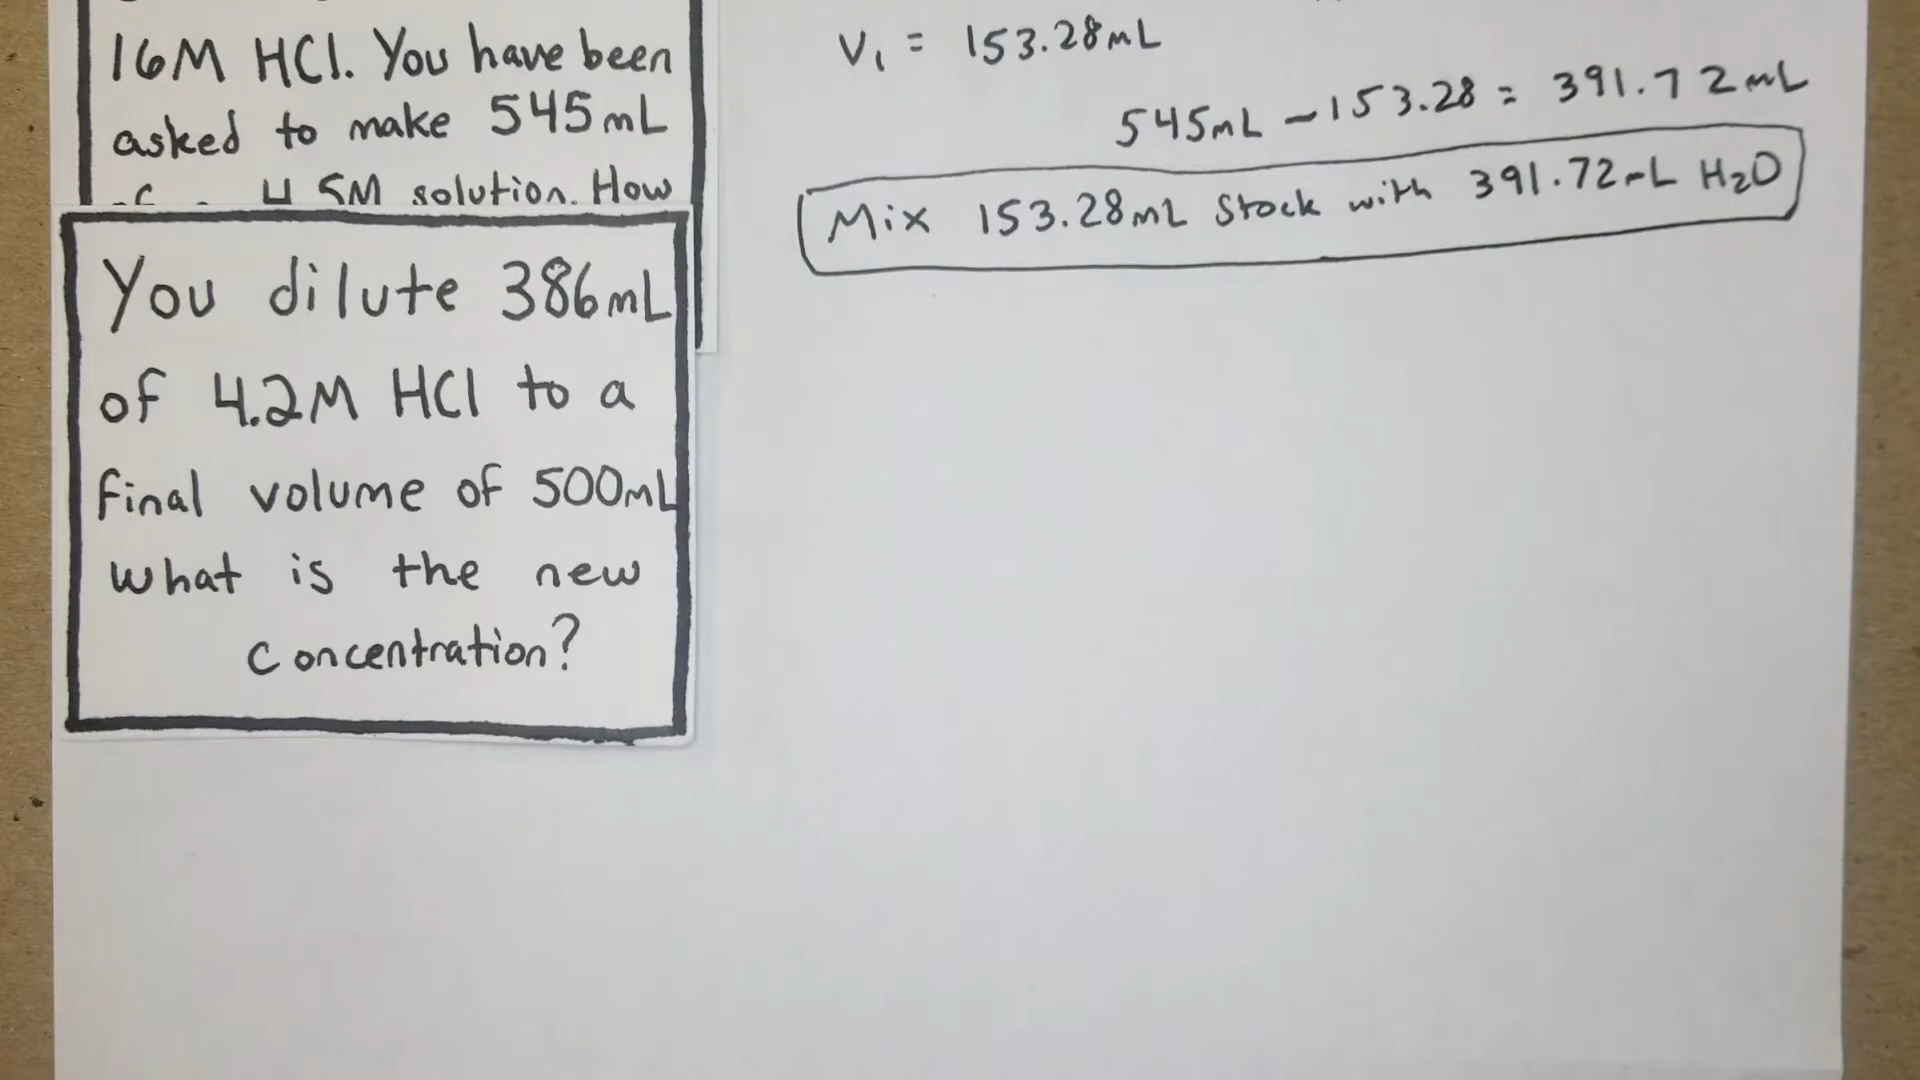 16M HCl. You have been
asked to make 545mL
4.5M solution. How
You dilute 386mL
of 4.2M HCl to a
final volume of 500mL
what is the new
concentration?
V₁ = 153.28mL
545mL - 153.28 = 391.72mL
Mix 153.28mL Stock with 391.72mL H₂O